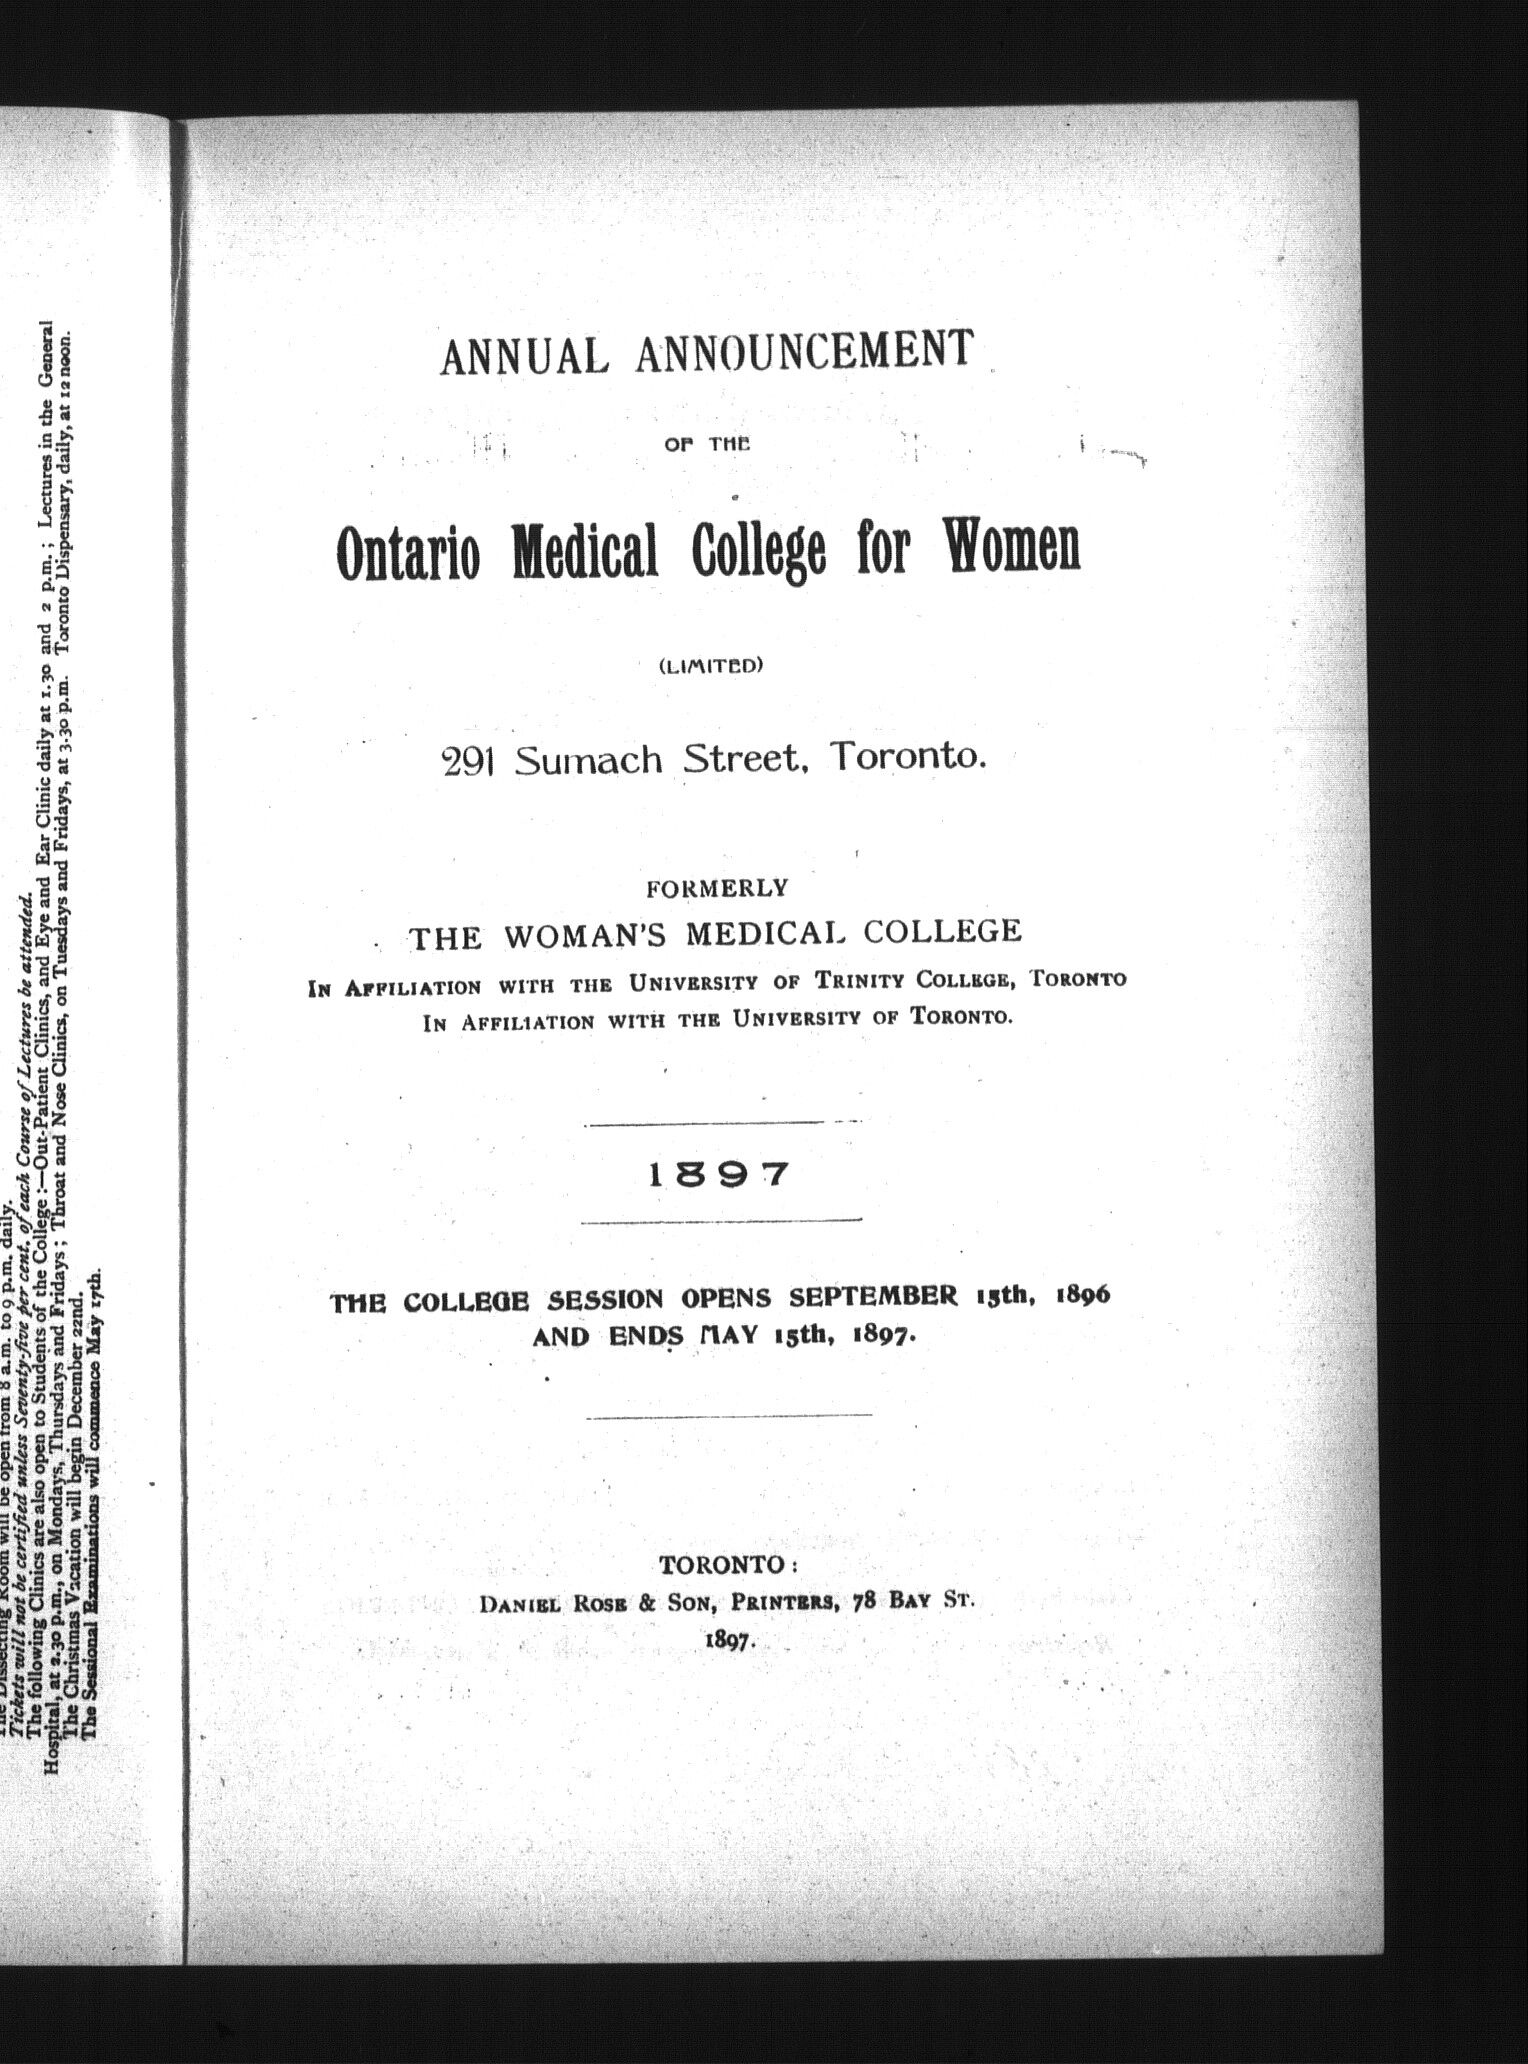 The Dissecting Room will be open from 8 a.m. to 9 p.m. daily.
Tickets will not be certified unless Seventy-five per cent. of each Course of Lectures be attended.
The following Clinics are also open to Students of the College :—Out-Patient Clinics, and Eye and Ear Clinic daily at 1.30 and 2 p.m. ; Lectures in the General
Hospital, at 2.30 p.m., on Mondays, Thursdays and Fridays ; Throat and Nose Clinics, on Tuesdays and Fridays, at 3.30 p.m. Toronto Dispensary, daily, at 12 noon.
The Christmas Vacation will begin December 22nd.
The Sessional Examinations will commence May 17th.
ANNUAL ANNOUNCEMENT
OF THE
Ontario Medical College for Women
(LIMITED)
291 Sumach Street, Toronto.
FORMERLY
THE WOMAN'S MEDICAL COLLEGE
In Affiliation with the University of Trinity College, Toronto
In Affiliation with the University of Toronto.
1897
THE COLLEGE SESSION OPENS SEPTEMBER 15th, 1896
AND ENDS MAY 15th, 1897.
TORONTO :
Daniel Rose & Son, Printers, 78 Bay St.
1897.